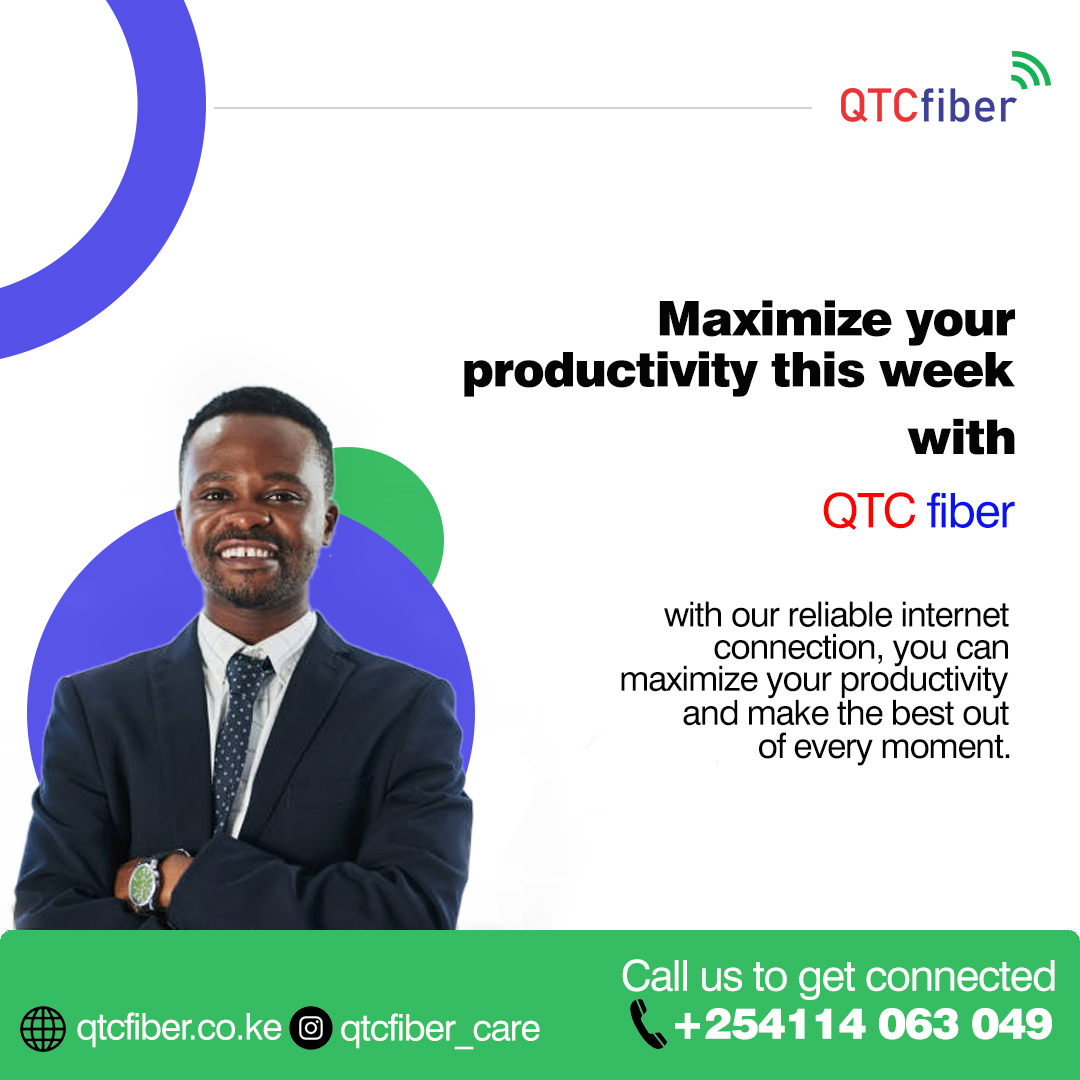 QTCfiber
Maximize your
productivity this week
with
QTC fiber
with our reliable internet
connection, you can
maximize your productivity
and make the best out
of every moment.
Call us to get connected
+254114 063 049
qtcfiber.co.ke
qtcfiber_care